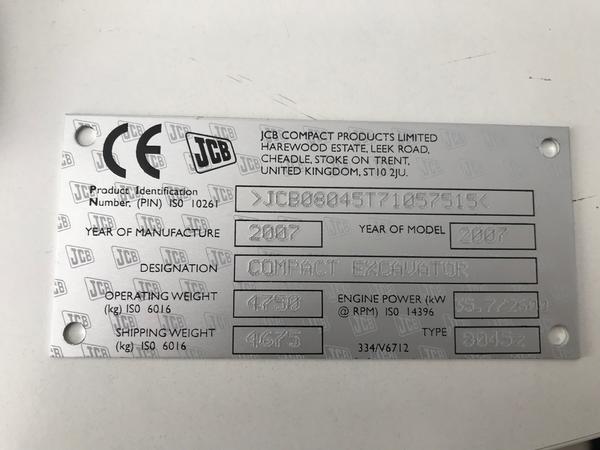 CE JCB JCB COMPACT PRODUCTS LIMITED
HAREWOOD ESTATE, LEEK ROAD,
CHEADLE, STOKE ON TRENT,
UNITED KINGDOM, ST10 2JU.
Product Identification
Number. (PIN) ISO 10261 >JCB08045T71057515<
YEAR OF MANUFACTURE 2007 YEAR OF MODEL 2007
DESIGNATION COMPACT EXCAVATOR
OPERATING WEIGHT
(kg) ISO 6016 4750 ENGINE POWER (kW
@ RPM) ISO 14396
SHIPPING WEIGHT
(kg) ISO 6016 4675 334/V6712 TYPE 8045z